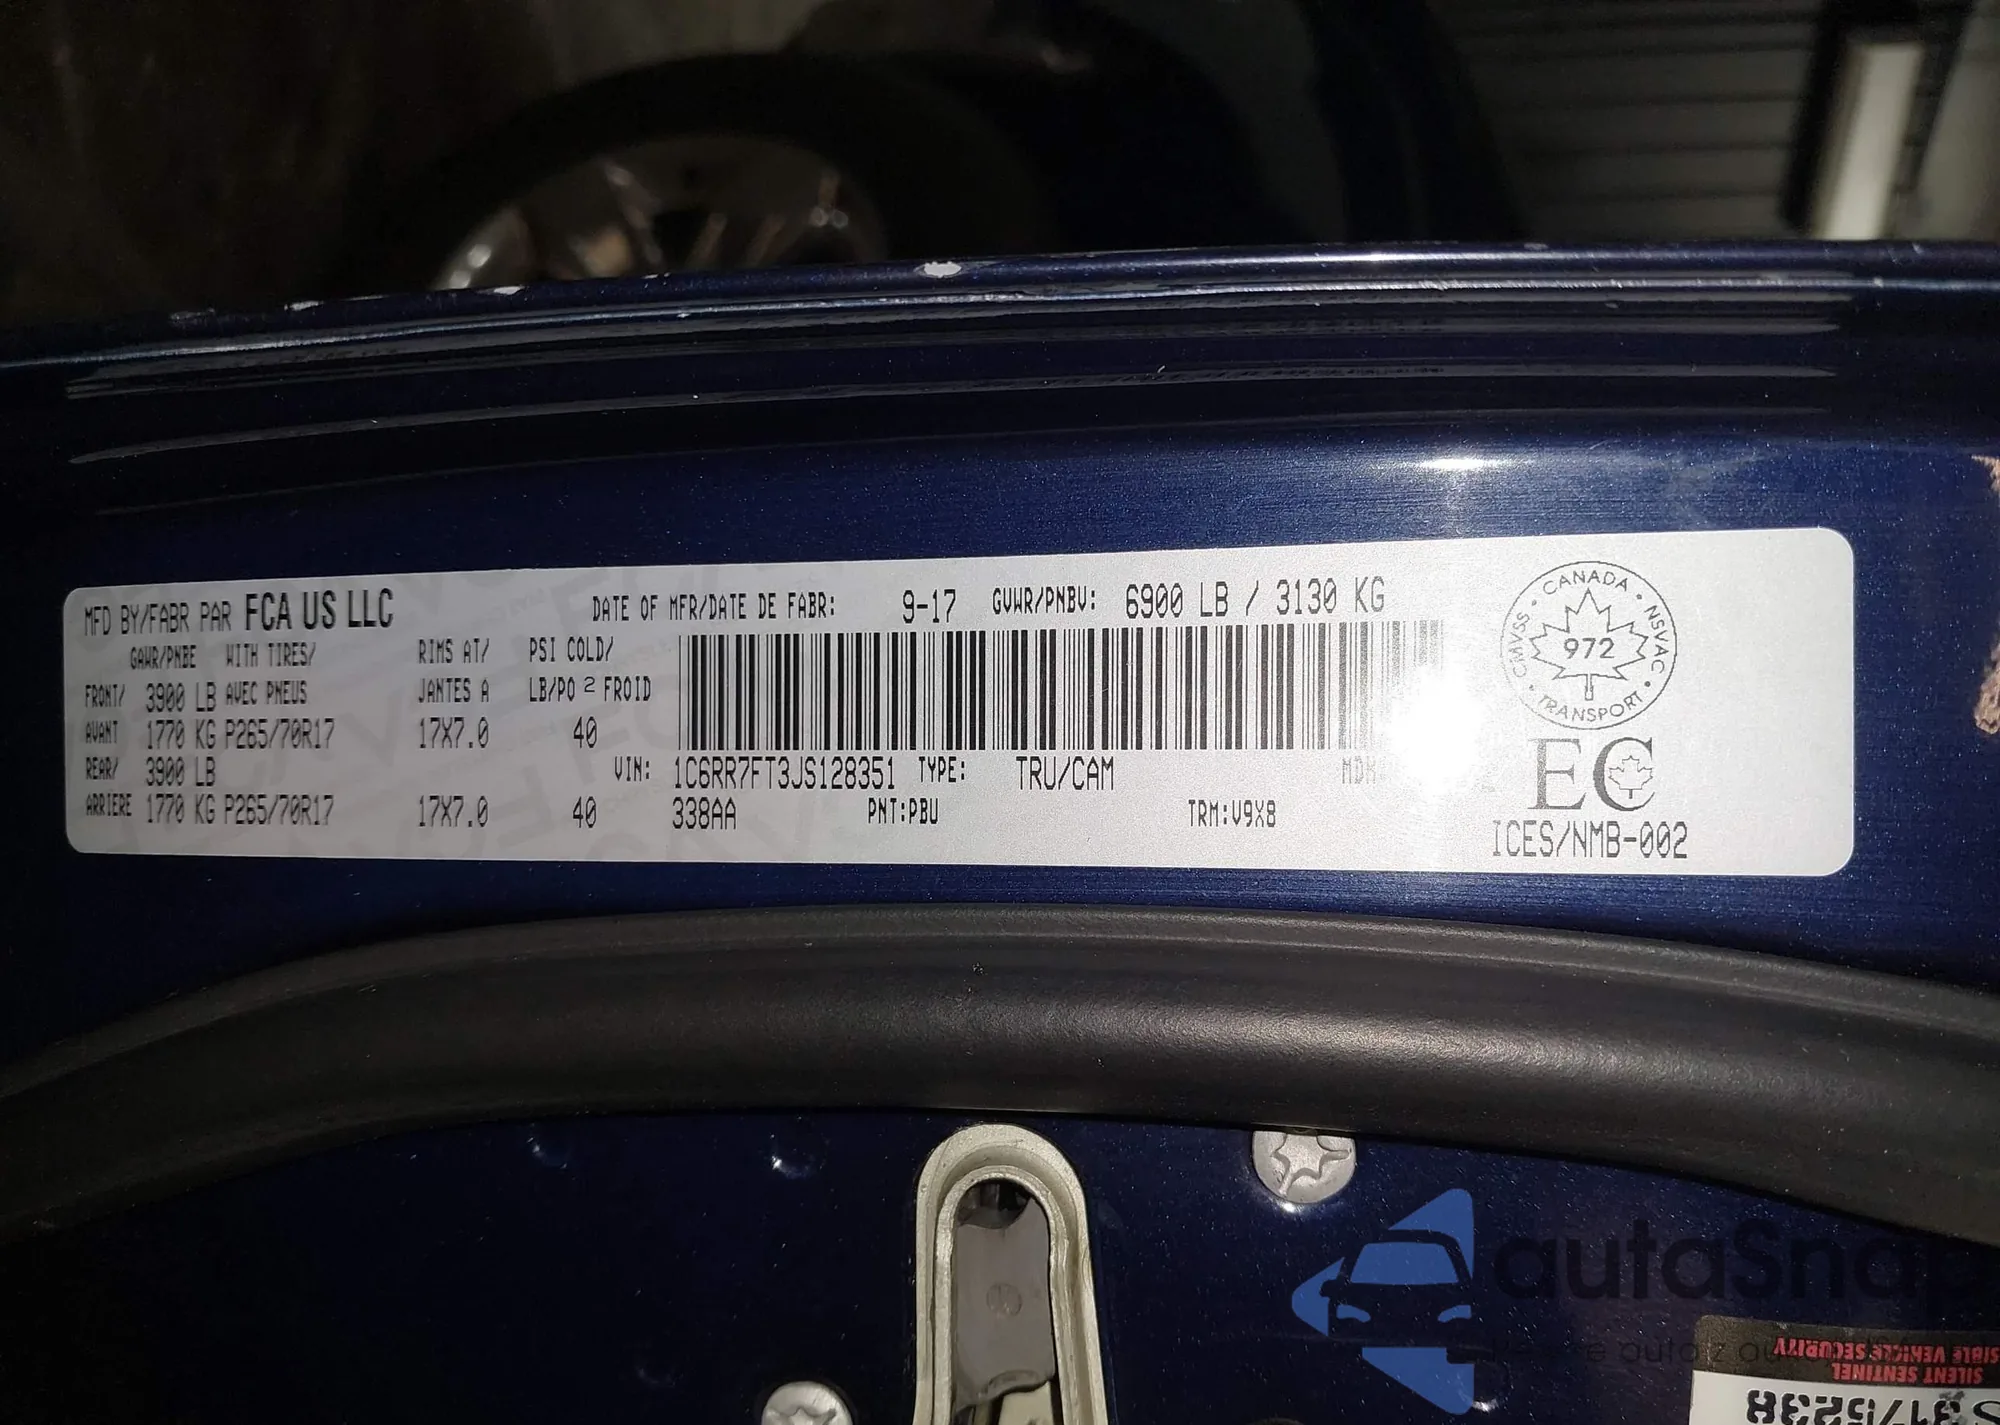 MFD BY/FABR PAR FCA US LLC DATE OF MFR/DATE DE FABR: 9-17 GVWR/PNBV: 6900 LB / 3130 KG
GAWR/PNBE WITH TIRES/ RIMS AT/ PSI COLD/
FRONT/ 3900 LB AVEC PNEUS JANTES A LB/PO 2 FROID
AVANT 1770 KG P265/70R17 17X7.0 40
REAR/ 3900 LB VIN: 1C6RR7FT3JS128351 TYPE: TRU/CAM
ARRIERE 1770 KG P265/70R17 17X7.0 40 338AA PNT:PBU TRM:V9X8
CANADA
CMVSS
NSVAC
972
TRANSPORT
EC
ICES/NMB-002
autaSnap
SILENT SENTINEL
VEHICLE SECURITY